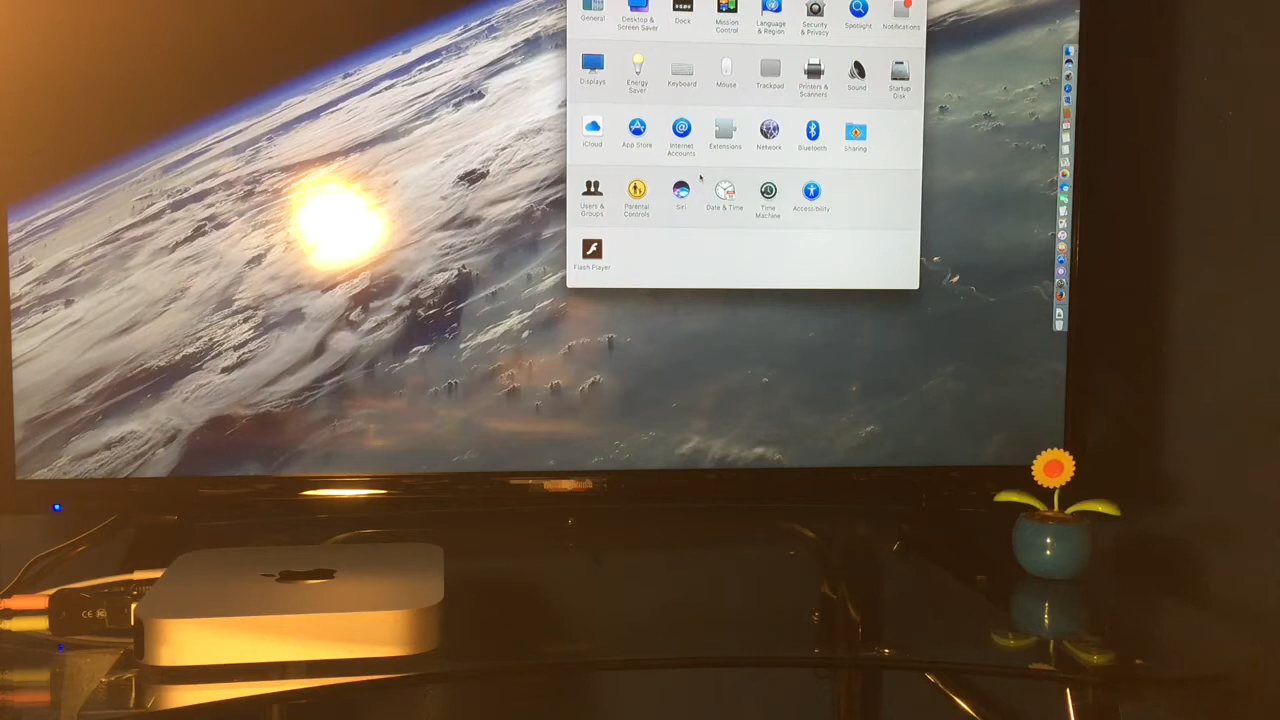 General
Desktop &
Screen Saver
Dock
Mission
Control
Language
& Region
Security
& Privacy
Spotlight
Notifications
Displays
Energy
Saver
Keyboard
Mouse
Trackpad
Printers &
Scanners
Sound
Startup
Disk
iCloud
App Store
Internet
Accounts
Extensions
Network
Bluetooth
Sharing
Users &
Groups
Parental
Controls
Siri
Date & Time
Time
Machine
Accessibility
Flash Player
CE FC